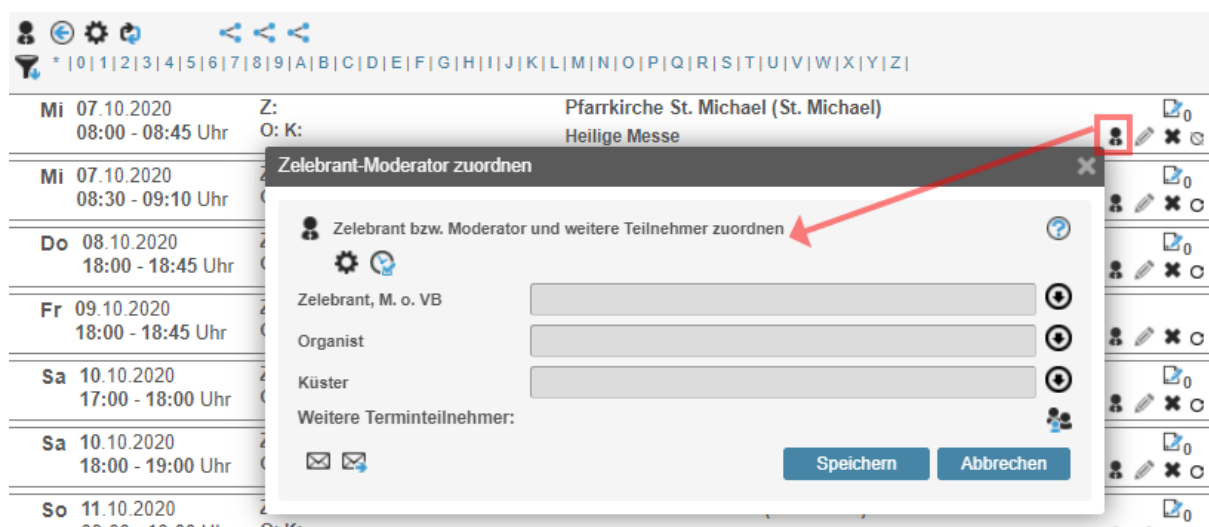 * |0|1|2|3|4|5|6|7|8|9|A|B|C|D|E|F|G|H|I|J|K|L|M|N|O|P|Q|R|S|T|U|V|W|X|Y|Z|
Mi 07.10.2020 Z: Pfarrkirche St. Michael (St. Michael) 0
08:00 - 08:45 Uhr O: K: Heilige Messe
Zelebrant-Moderator zuordnen
Mi 07.10.2020 0
08:30 - 09:10 Uhr
Zelebrant bzw. Moderator und weitere Teilnehmer zuordnen
Do 08.10.2020 0
18:00 - 18:45 Uhr
Zelebrant, M. o. VB
Fr 09.10.2020
18:00 - 18:45 Uhr
Organist
Sa 10.10.2020 0
17:00 - 18:00 Uhr
Küster
Weitere Terminteilnehmer:
Sa 10.10.2020 0
18:00 - 19:00 Uhr
Speichern Abbrechen
So 11.10.2020 0